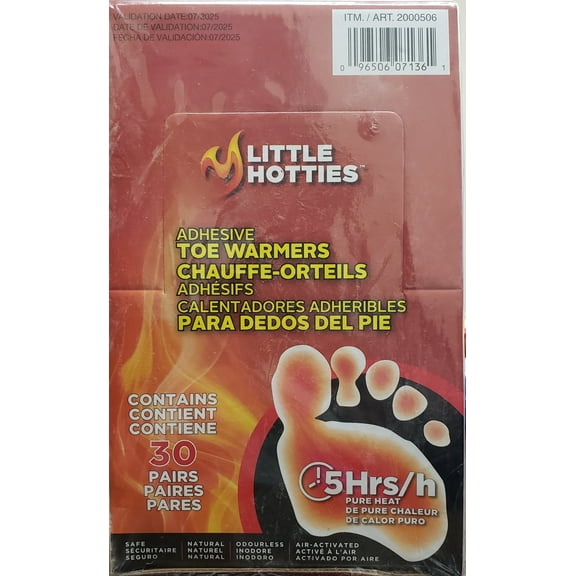 VALIDATION DATE:07/2025
DATE DE VALIDATION:07/2025
FECHA DE VALIDACIÓN:07/2025
ITM. / ART. 2000506
0 96506 07136 1
LITTLE
HOTTIES™
ADHESIVE
TOE WARMERS
CHAUFFE-ORTEILS
ADHÉSIFS
CALENTADORES ADHERIBLES
PARA DEDOS DEL PIE
CONTAINS
CONTIENT
CONTIENE
30
PAIRS
PAIRES
PARES
5Hrs/h
PURE HEAT
DE PURE CHALEUR
DE CALOR PURO
SAFE
SÉCURITAIRE
SEGURO
NATURAL
NATUREL
NATURAL
ODOURLESS
INODORE
INODORO
AIR-ACTIVATED
ACTIVÉ À L'AIR
ACTIVADO POR AIRE